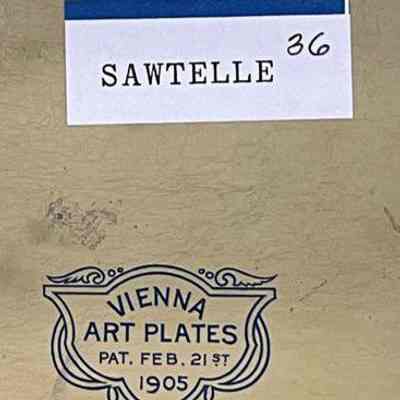 SAWTELLE 36
VIENNA
ART PLATES
PAT. FEB. 21ST
1905